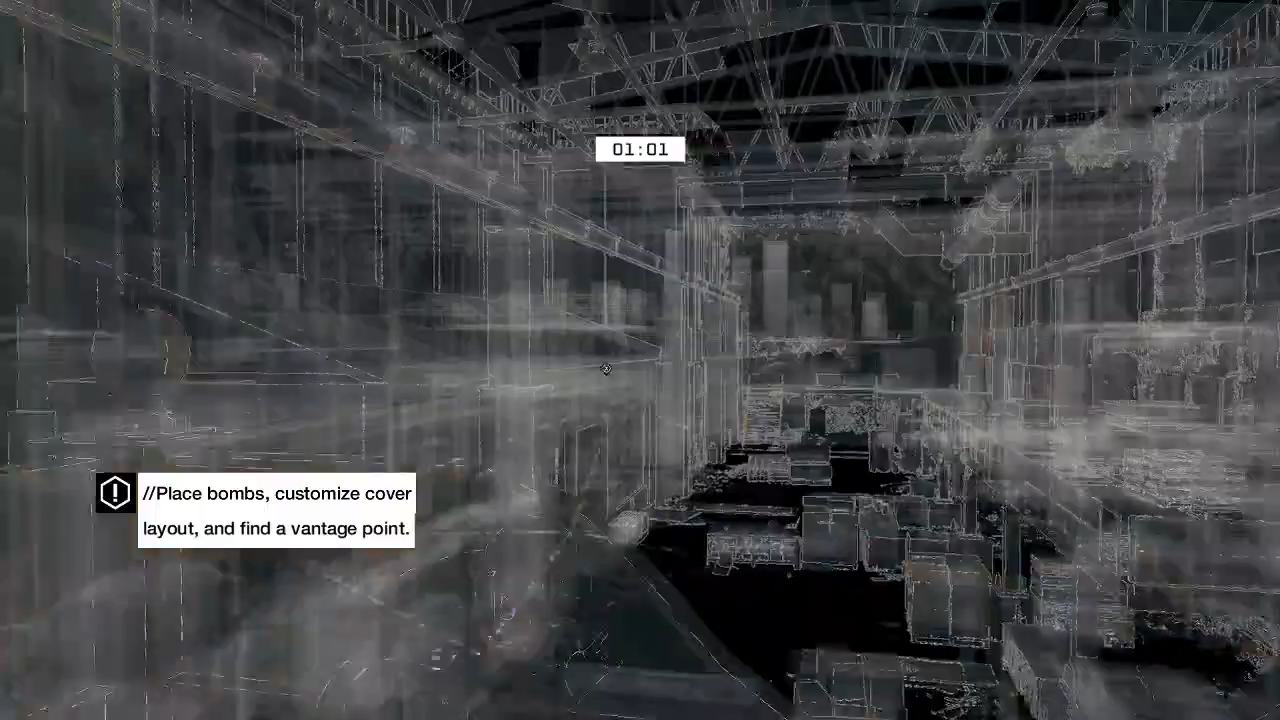 01:01
//Place bombs, customize cover
layout, and find a vantage point.